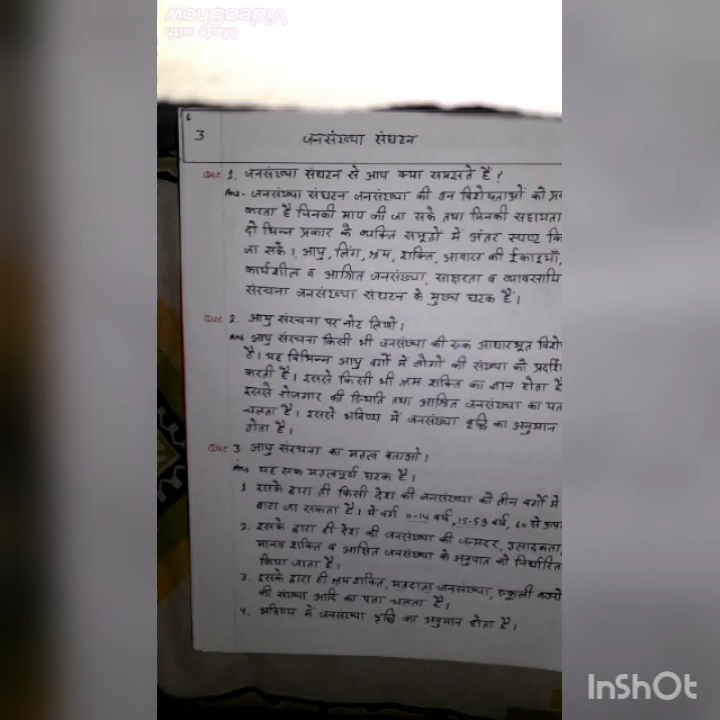 Made with
VideoShow
6
3 जनसंख्या संघटन
Que 1. जनसंख्या संघटन से आप क्या समझते हैं?
Ans - जनसंख्या संघटन जनसंख्या की उन विशेषताओं को
करता है जिनकी माप की जा सके तथा जिनकी सहायता
दो भिन्न प्रकार के व्यक्ति समूहों में अंतर स्पष्ट
जा सके। आयु, लिंग, श्रम, शक्ति, आवास की ईकाइयाँ,
कार्यशील व आश्रित जनसंख्या, साक्षरता व
संरचना जनसंख्या संघटन के मुख्य घटक हैं।
Que 2. आयु संरचना पर नोट लिखो।
Ans आयु संरचना किसी भी जनसंख्या की एक आधारभूत
है। यह विभिन्न आयु वर्गों में लोगों की संख्या को
करती है। इससे किसी भी श्रम शक्ति का ज्ञान होता है
इससे रोजगार की स्थिति तथा आश्रित जनसंख्या का
चलता है। इससे भविष्य में जनसंख्या वृद्धि का अनुमान
होता है।
Que 3 आयु संरचना का महत्व बताओ।
Ans यह एक महत्वपूर्ण घटक है।
1 इसके द्वारा ही किसी देश की जनसंख्या को तीन वर्गों में
बाटा जा सकता है। ये वर्ग 0-14 वर्ष, 15-59 वर्ष, 60 से
2. इसके द्वारा ही देश की जनसंख्या की जन्मदर, उत्पादकता,
मानव शक्ति व आश्रित जनसंख्या के अनुपात को निर्धारित
किया जाता है।
3. इसके द्वारा ही श्रम शक्ति, मतदाता जनसंख्या, स्कूली
की संख्या आदि का पता चलता है।
4. भविष्य में जनसंख्या वृद्धि का अनुमान होता है।
InShOt